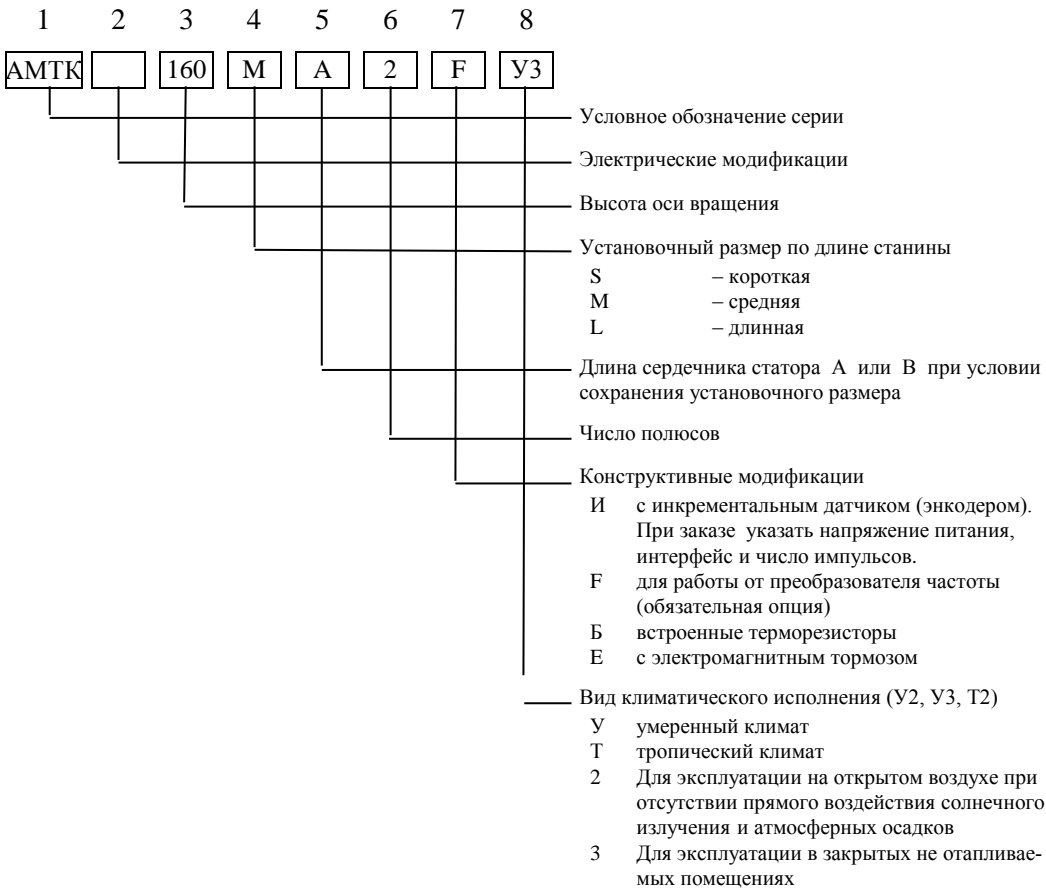 1 2 3 4 5 6 7 8
АМТК 160 М А 2 F У3
Условное обозначение серии
Электрические модификации
Высота оси вращения
Установочный размер по длине станины
S – короткая
М – средняя
L – длинная
Длина сердечника статора А или В при условии
сохранения установочного размера
Число полюсов
Конструктивные модификации
И с инкрементальным датчиком (энкодером).
При заказе указать напряжение питания,
интерфейс и число импульсов.
F для работы от преобразователя частоты
(обязательная опция)
Б встроенные терморезисторы
Е с электромагнитным тормозом
Вид климатического исполнения (У2, У3, Т2)
У умеренный климат
Т тропический климат
2 Для эксплуатации на открытом воздухе при
отсутствии прямого воздействия солнечного
излучения и атмосферных осадков
3 Для эксплуатации в закрытых не отапливае-
мых помещениях